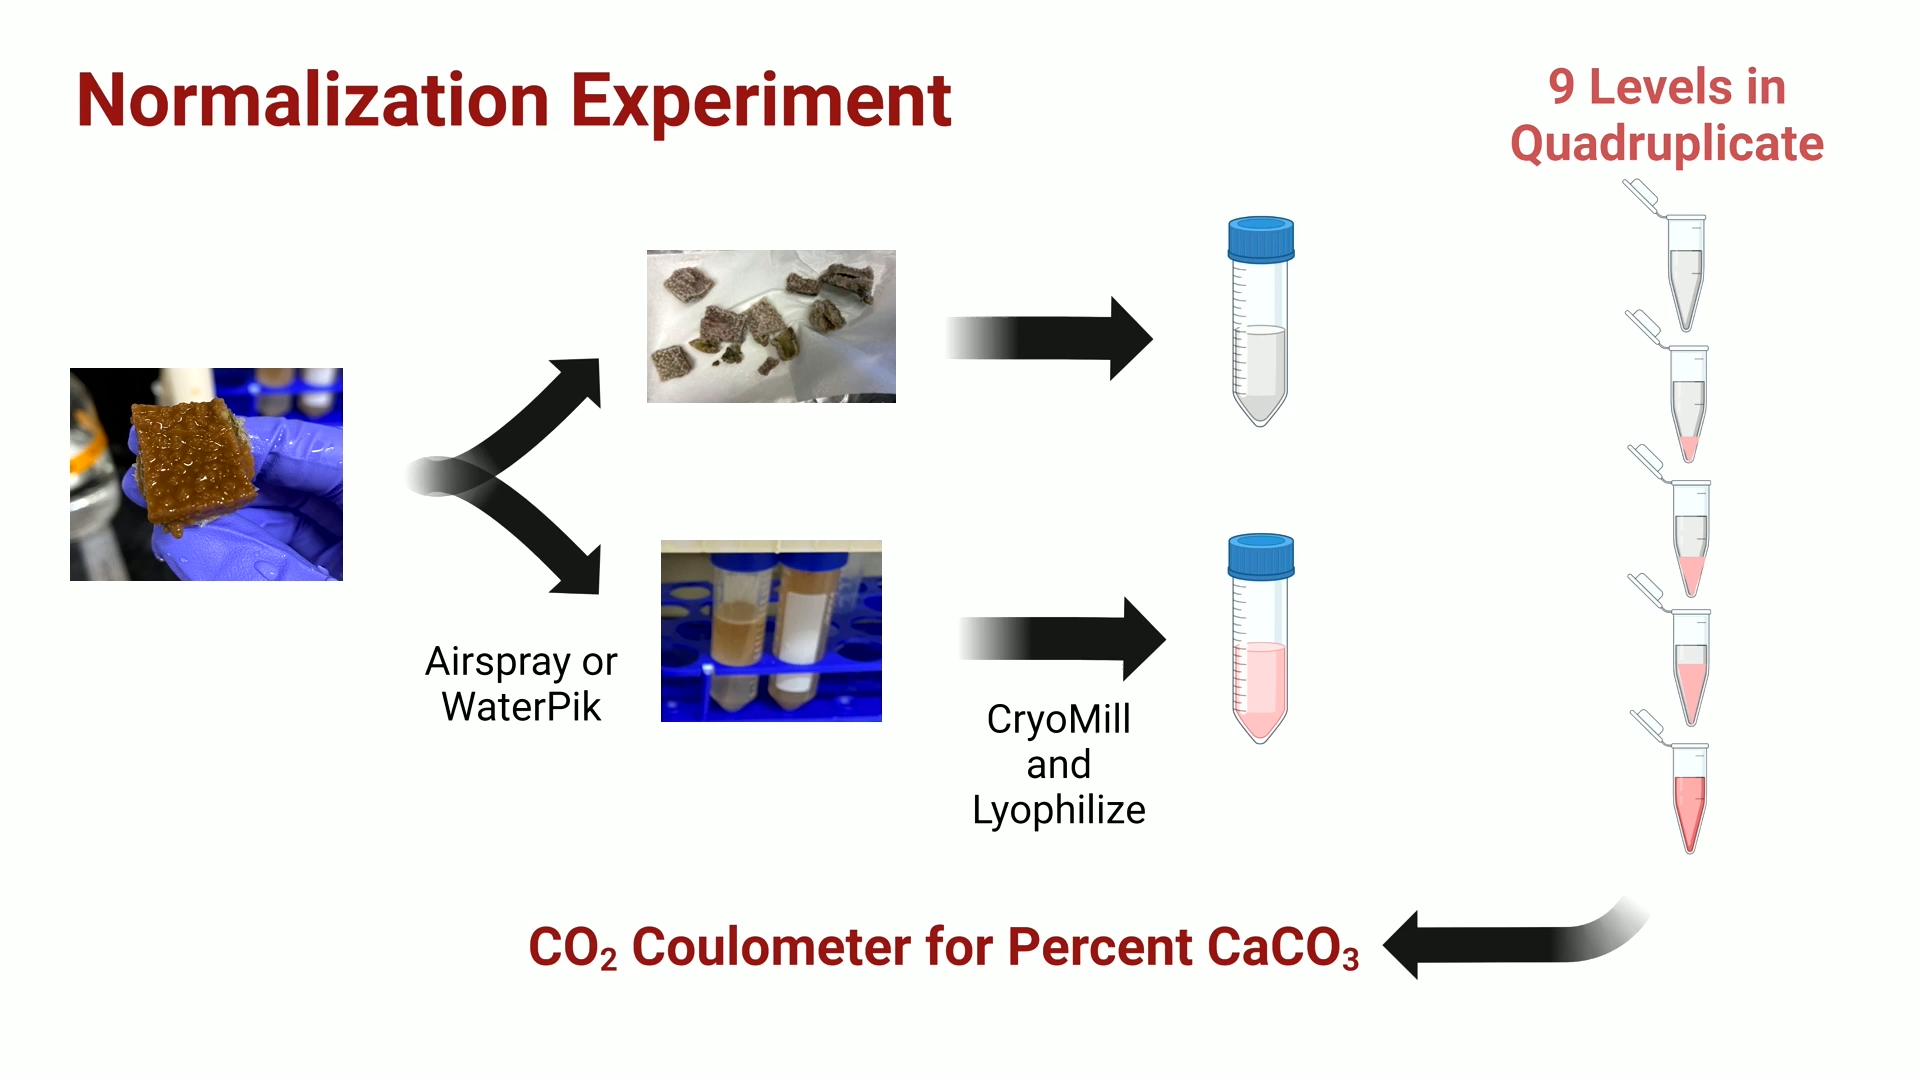 Normalization Experiment
9 Levels in
Quadruplicate
Airspray or
WaterPik
CryoMill
and
Lyophilize
CO₂ Coulometer for Percent CaCO₃